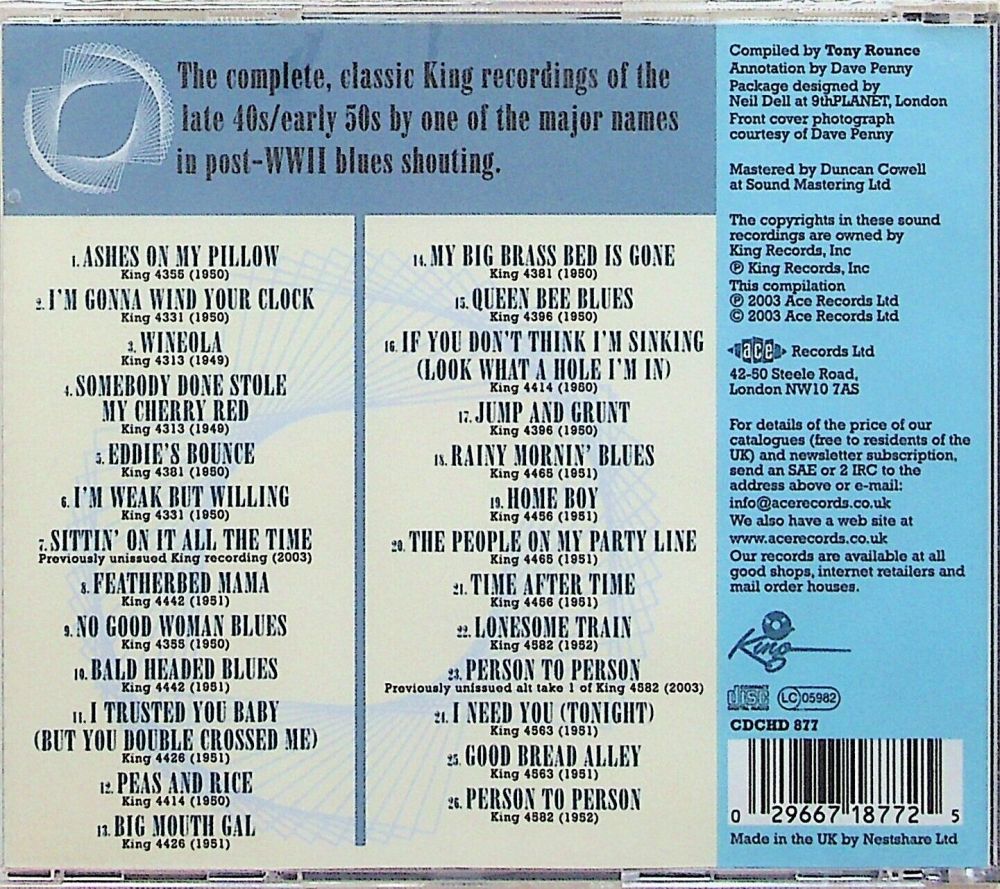 The complete, classic King recordings of the
late 40s/early 50s by one of the major names
in post-WWII blues shouting.
1. ASHES ON MY PILLOW
King 4355 (1950)
2. I'M GONNA WIND YOUR CLOCK
King 4331 (1950)
3. WINEOLA
King 4313 (1949)
4. SOMEBODY DONE STOLE
MY CHERRY RED
King 4313 (1949)
5. EDDIE'S BOUNCE
King 4381 (1950)
6. I'M WEAK BUT WILLING
King 4331 (1950)
7. SITTIN' ON IT ALL THE TIME
Previously unissued King recording (2003)
8. FEATHERBED MAMA
King 4442 (1951)
9. NO GOOD WOMAN BLUES
King 4355 (1950)
10. BALD HEADED BLUES
King 4442 (1951)
11. I TRUSTED YOU BABY
(BUT YOU DOUBLE CROSSED ME)
King 4426 (1951)
12. PEAS AND RICE
King 4414 (1950)
13. BIG MOUTH GAL
King 4426 (1951)
14. MY BIG BRASS BED IS GONE
King 4381 (1950)
15. QUEEN BEE BLUES
King 4396 (1950)
16. IF YOU DON'T THINK I'M SINKING
(LOOK WHAT A HOLE I'M IN)
King 4414 (1950)
17. JUMP AND GRUNT
King 4396 (1950)
18. RAINY MORNIN' BLUES
King 4465 (1951)
19. HOME BOY
King 4456 (1951)
20. THE PEOPLE ON MY PARTY LINE
King 4465 (1951)
21. TIME AFTER TIME
King 4456 (1951)
22. LONESOME TRAIN
King 4582 (1952)
23. PERSON TO PERSON
Previously unissued alt take 1 of King 4582 (2003)
24. I NEED YOU (TONIGHT)
King 4563 (1951)
25. GOOD BREAD ALLEY
King 4563 (1951)
26. PERSON TO PERSON
King 4582 (1952)
Compiled by Tony Rounce
Annotation by Dave Penny
Package designed by
Neil Dell at 9thPLANET, London
Front cover photograph
courtesy of Dave Penny
Mastered by Duncan Cowell
at Sound Mastering Ltd
The copyrights in these sound
recordings are owned by
King Records, Inc
℗ King Records, Inc
This compilation
℗ 2003 Ace Records Ltd
© 2003 Ace Records Ltd
ace Records Ltd
42-50 Steele Road,
London NW10 7AS
For details of the price of our
catalogues (free to residents of the
UK) and newsletter subscription,
send an SAE or 2 IRC to the
address above or e-mail:
info@acerecords.co.uk
We also have a web site at
www.acerecords.co.uk
Our records are available at all
good shops, internet retailers and
mail order houses.
King
COMPACT
disc
DIGITAL AUDIO
LC 05982
CDCHD 877
0 29667 18772 5
Made in the UK by Nestshare Ltd